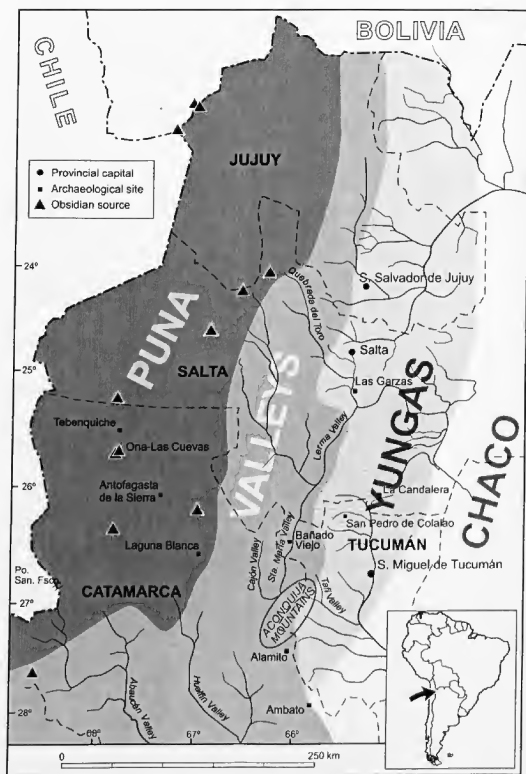 BOLIVIA
CHILE
JUJUY
● Provincial capital
■ Archaeological site
▲ Obsidian source
24°
Quebrada del Toro
S. Salvador de Jujuy
PUNA
Salta
SALTA
25°
Las Garzas
VALLEYS
YUNGAS
CHACO
Tebenquiche
Lerma Valley
Ona-Las Cuevas
26°
Antofagasta
de la Sierra
La Candalera
San Pedro de Colalao
Laguna Blanca
Cajón Valley
Sta. María Valley
Bañado
Viejo
TUCUMÁN
S. Miguel de Tucumán
Po.
San. Fsco.
CATAMARCA
Tafí Valley
27°
ACONQUIJA
MOUNTAINS
Alamito
Abaucán Valley
Hualfín Valley
Ambato
28°
68°
67°
66°
0
250 km